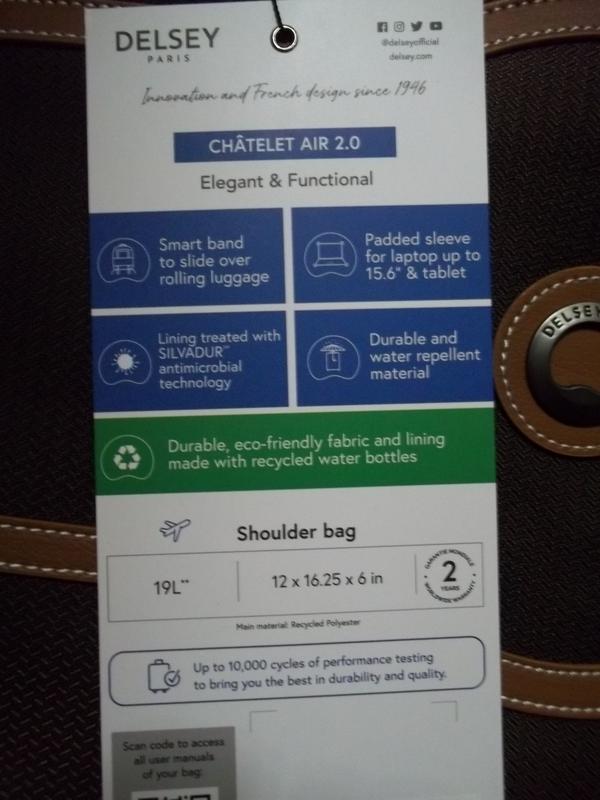 DELSEY
PARIS
@delseyofficial
delsey.com
Innovation and French design since 1946
CHÂTELET AIR 2.0
Elegant & Functional
Smart band
to slide over
rolling luggage
Padded sleeve
for laptop up to
15.6" & tablet
Lining treated with
SILVADUR™
antimicrobial
technology
Durable and
water repellent
material
DELSEY
Durable, eco-friendly fabric and lining
made with recycled water bottles
Shoulder bag
19L**
12 x 16.25 x 6 in
GARANTIE MONDIALE
2
YEARS
WORLDWIDE WARRANTY
Main material: Recycled Polyester
Up to 10,000 cycles of performance testing
to bring you the best in durability and quality.
Scan code to access
all user manuals
of your bag: